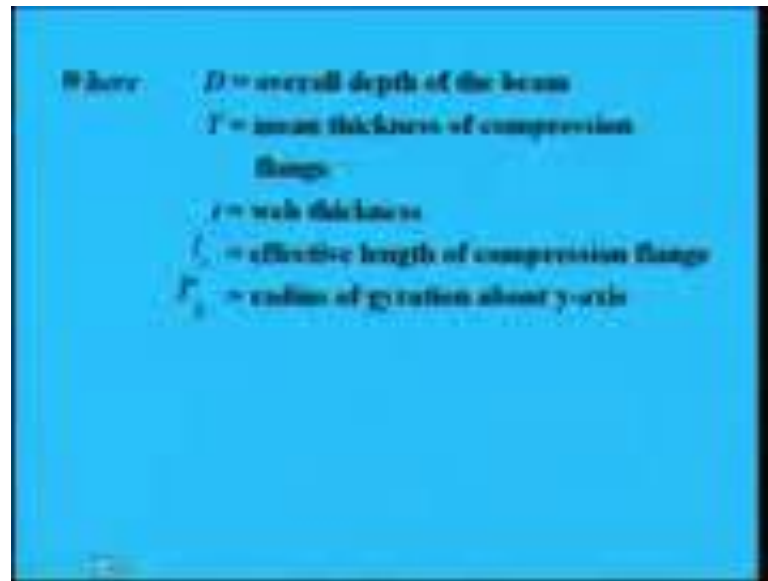 Where D = overall depth of the beam
T = mean thickness of compression
flange
t = web thickness
l = effective length of compression flange
r_y = radius of gyration about y-axis